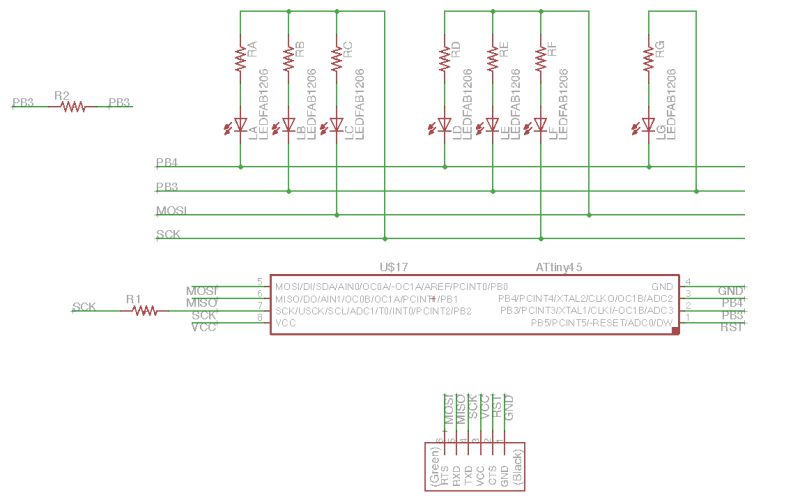 RA
RB
RC
RD
RE
RF
RG
LEDFAB1206
LEDFAB1206
LEDFAB1206
LEDFAB1206
LEDFAB1206
LEDFAB1206
LEDFAB1206
LA
LB
LC
LD
LE
LF
LG
PB3 R2 PB3
PB4
PB3
MOSI
SCK
U$17 ATtiny45
MOSI 5 MOSI/DI/SDA/AIN0/OC0A/-OC1A/AREF/PCINT0/PB0 GND 4 GND
MISO 6 MISO/DO/AIN1/OC0B/OC1A/PCINT1/PB1 PB4/PCINT4/XTAL2/CLKO/OC1B/ADC2 3 PB4
SCK R1 SCK 7 SCK/USCK/SCL/ADC1/T0/INT0/PCINT2/PB2 PB3/PCINT3/XTAL1/CLKI/-OC1B/ADC3 2 PB3
VCC 8 VCC PB5/PCINT5/-RESET/ADC0/DW 1 RST
MOSI
MISO
SCK
VCC
RST
GND
6 5 4 3 2 1
(Green)
RTS
RXD
TXD
VCC
CTS
GND
(Black)